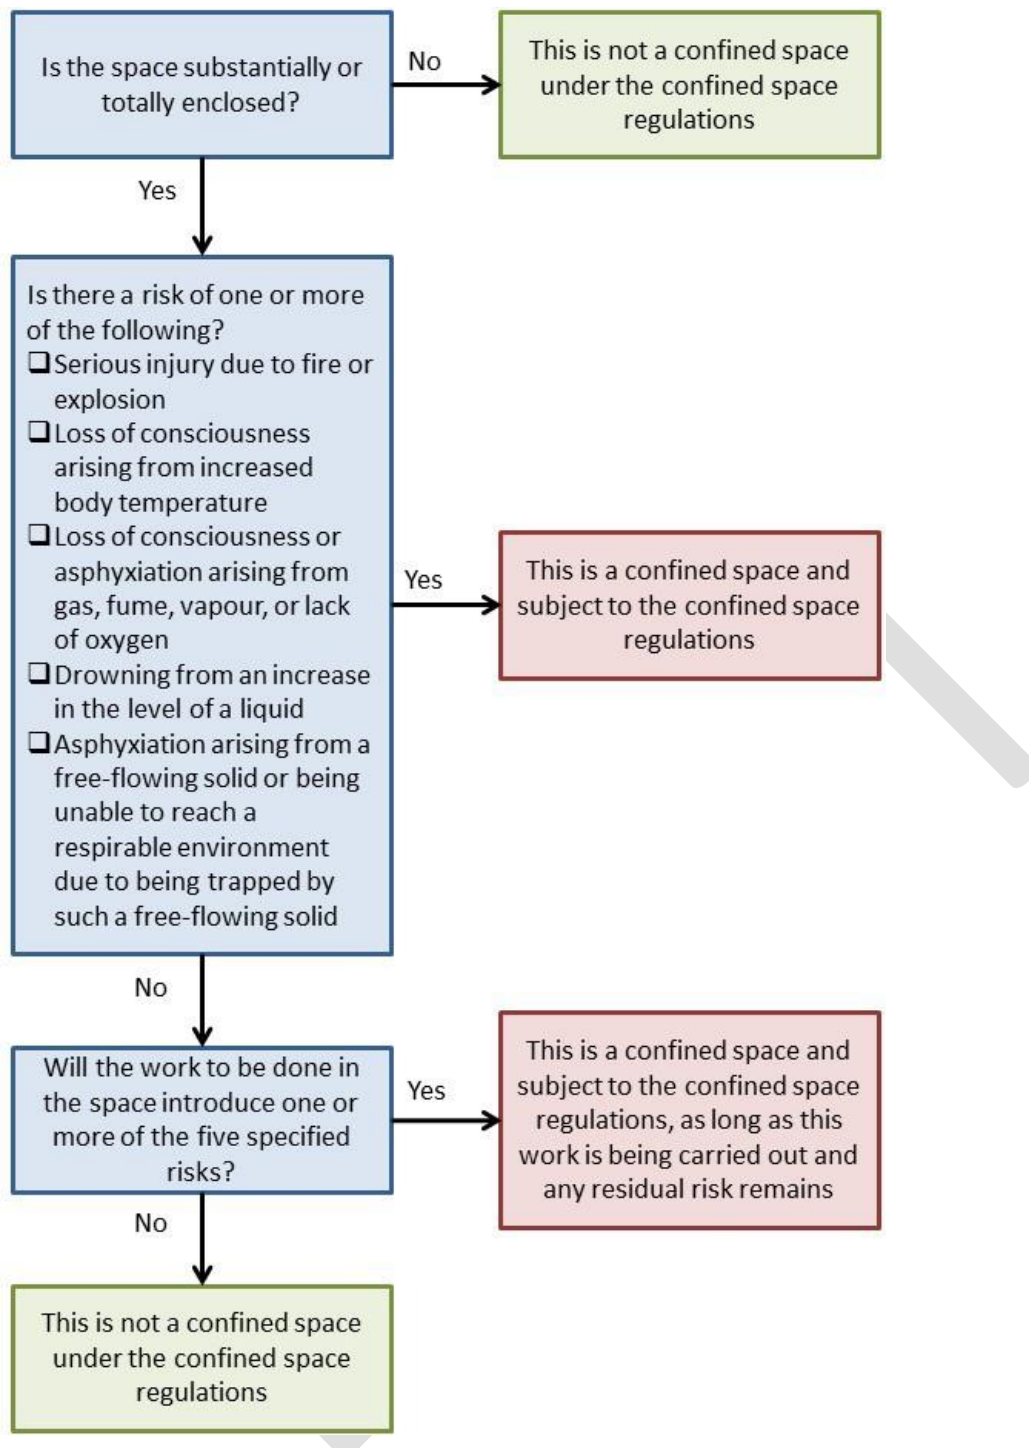 Is the space substantially or
totally enclosed?
No
This is not a confined space
under the confined space
regulations
Yes
Is there a risk of one or more
of the following?
❑Serious injury due to fire or
explosion
❑Loss of consciousness
arising from increased
body temperature
❑Loss of consciousness or
asphyxiation arising from
gas, fume, vapour, or lack
of oxygen
❑Drowning from an increase
in the level of a liquid
❑Asphyxiation arising from a
free-flowing solid or being
unable to reach a
respirable environment
due to being trapped by
such a free-flowing solid
Yes
This is a confined space and
subject to the confined space
regulations
No
Will the work to be done in
the space introduce one or
more of the five specified
risks?
Yes
This is a confined space and
subject to the confined space
regulations, as long as this
work is being carried out and
any residual risk remains
No
This is not a confined space
under the confined space
regulations